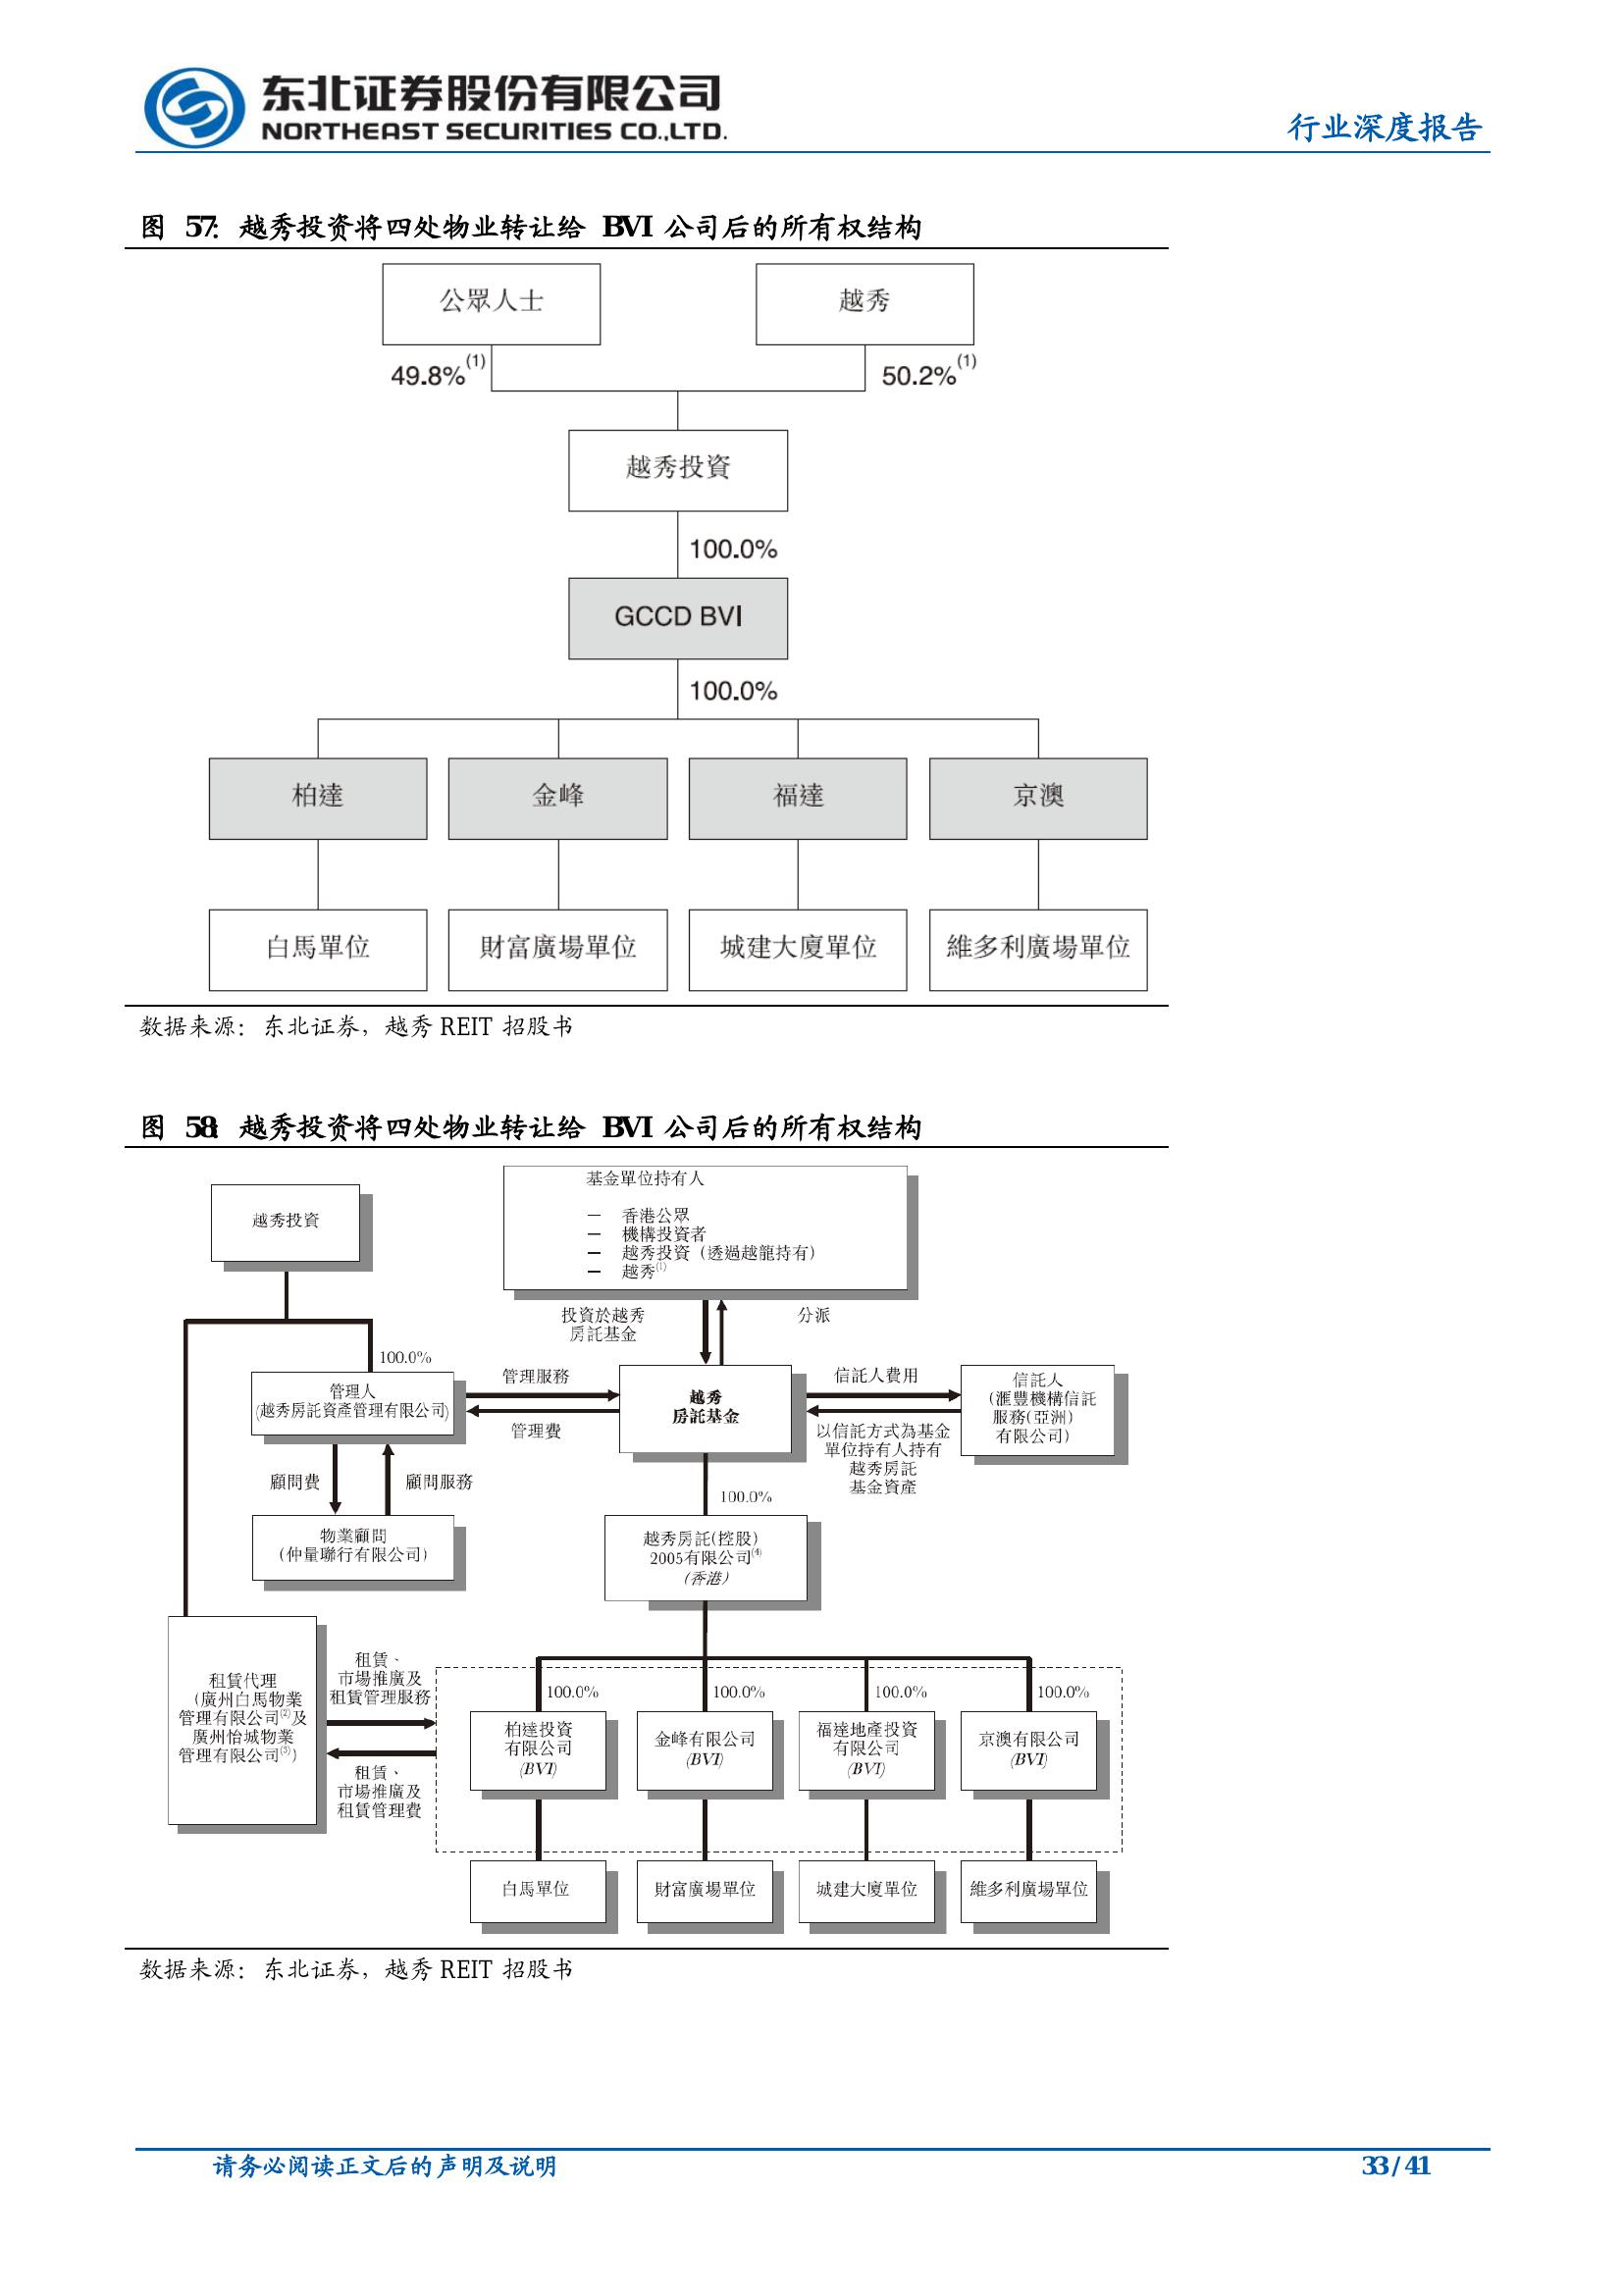 东北证券股份有限公司
NORTHEAST SECURITIES CO.,LTD.
行业深度报告
图 57: 越秀投资将四处物业转让给 BVI 公司后的所有权结构
公眾人士
越秀
49.8%(1)
50.2%(1)
越秀投資
100.0%
GCCD BVI
100.0%
柏達
金峰
福達
京澳
白馬單位
財富廣場單位
城建大廈單位
維多利廣場單位
数据来源：东北证券，越秀 REIT 招股书
图 58: 越秀投资将四处物业转让给 BVI 公司后的所有权结构
越秀投資
基金單位持有人
— 香港公眾
— 機構投資者
— 越秀投資（透過越龍持有）
— 越秀(1)
投資於越秀
房託基金
分派
100.0%
管理人
(越秀房託資產管理有限公司)
管理服務
管理費
越秀
房託基金
信託人費用
以信託方式為基金
單位持有人持有
越秀房託
基金資產
信託人
（滙豐機構信託
服務(亞洲)
有限公司）
顧問費
顧問服務
100.0%
物業顧問
（仲量聯行有限公司）
越秀房託(控股)
2005有限公司(4)
（香港）
租賃代理
（廣州白馬物業
管理有限公司(2)及
廣州怡城物業
管理有限公司(3)）
租賃、
市場推廣及
租賃管理服務
租賃、
市場推廣及
租賃管理費
100.0%
100.0%
100.0%
100.0%
柏達投資
有限公司
(BVI)
金峰有限公司
(BVI)
福達地產投資
有限公司
(BVI)
京澳有限公司
(BVI)
白馬單位
財富廣場單位
城建大廈單位
維多利廣場單位
数据来源：东北证券，越秀 REIT 招股书
请务必阅读正文后的声明及说明
33 / 41